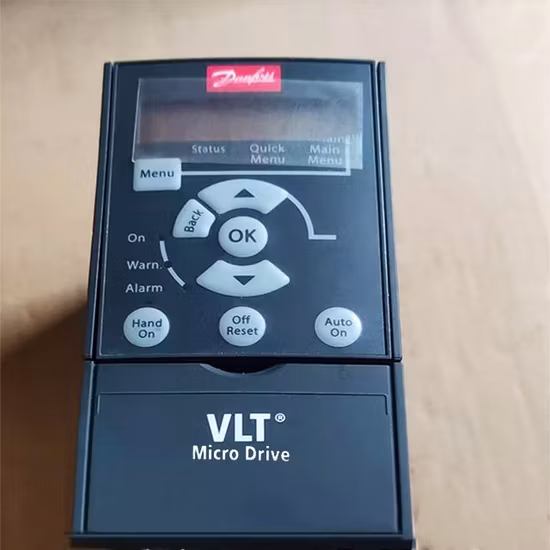 Danfoss
Status
Quick
Menu
Main
Menu
Menu
Back
OK
On
Warn.
Alarm
Hand
On
Off
Reset
Auto
On
VLT®
Micro Drive